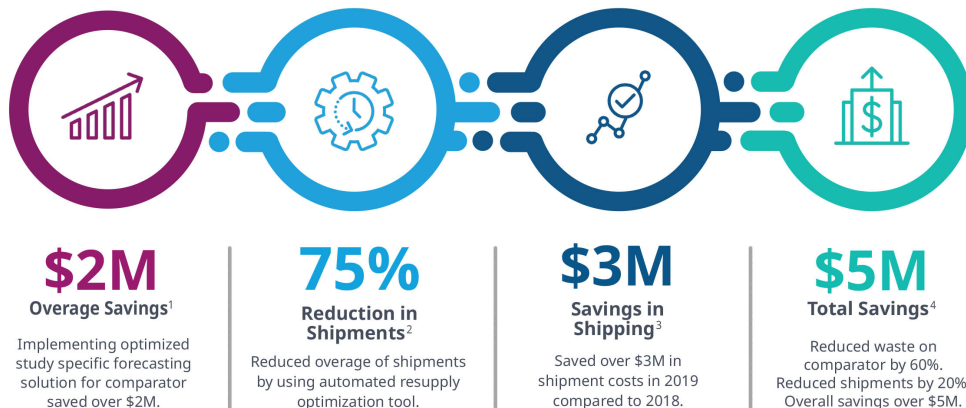 $2M
Overage Savings¹
Implementing optimized
study specific forecasting
solution for comparator
saved over $2M.
75%
Reduction in
Shipments²
Reduced overage of shipments
by using automated resupply
optimization tool.
$3M
Savings in
Shipping³
Saved over $3M in
shipment costs in 2019
compared to 2018.
$5M
Total Savings⁴
Reduced waste on
comparator by 60%.
Reduced shipments by 20%
Overall savings over $5M.
$